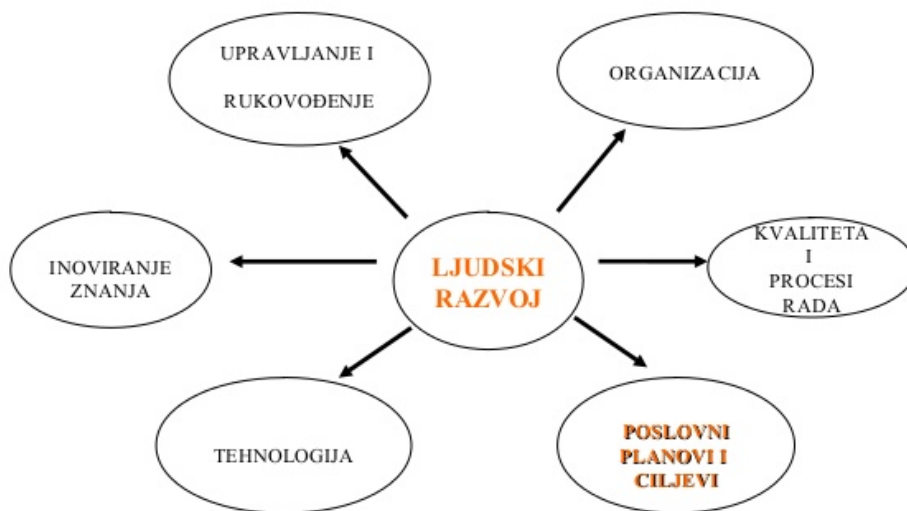 UPRAVLJANJE I
RUKOVOĐENJE
ORGANIZACIJA
INOVIRANJE
ZNANJA
LJUDSKI
RAZVOJ
KVALITETA
I
PROCESI
RADA
TEHNOLOGIJA
POSLOVNI
PLANOVI I
CILJEVI